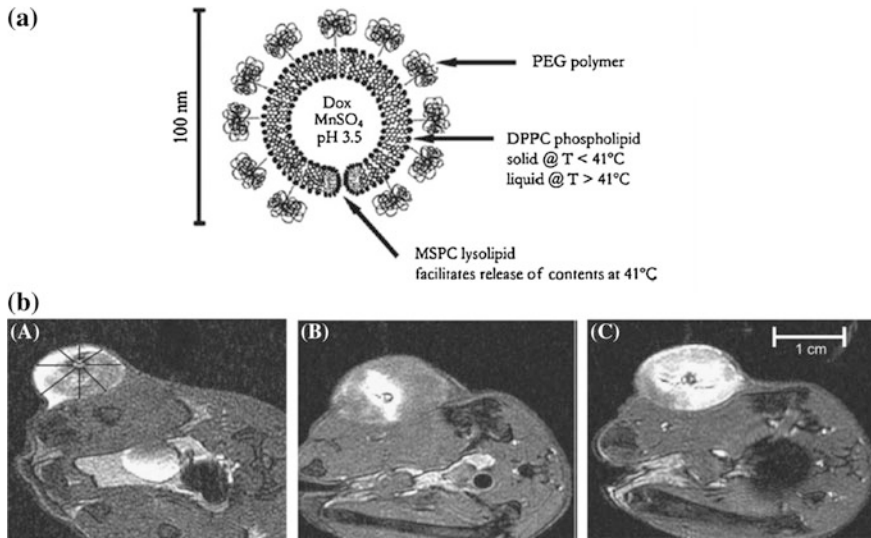 (a)
100 nm
PEG polymer
Dox
MnSO₄
pH 3.5
DPPC phospholipid
solid @ T < 41°C
liquid @ T > 41°C
MSPC lysolipid
facilitates release of contents at 41°C
(b)
(A)
(B)
(C)
1 cm